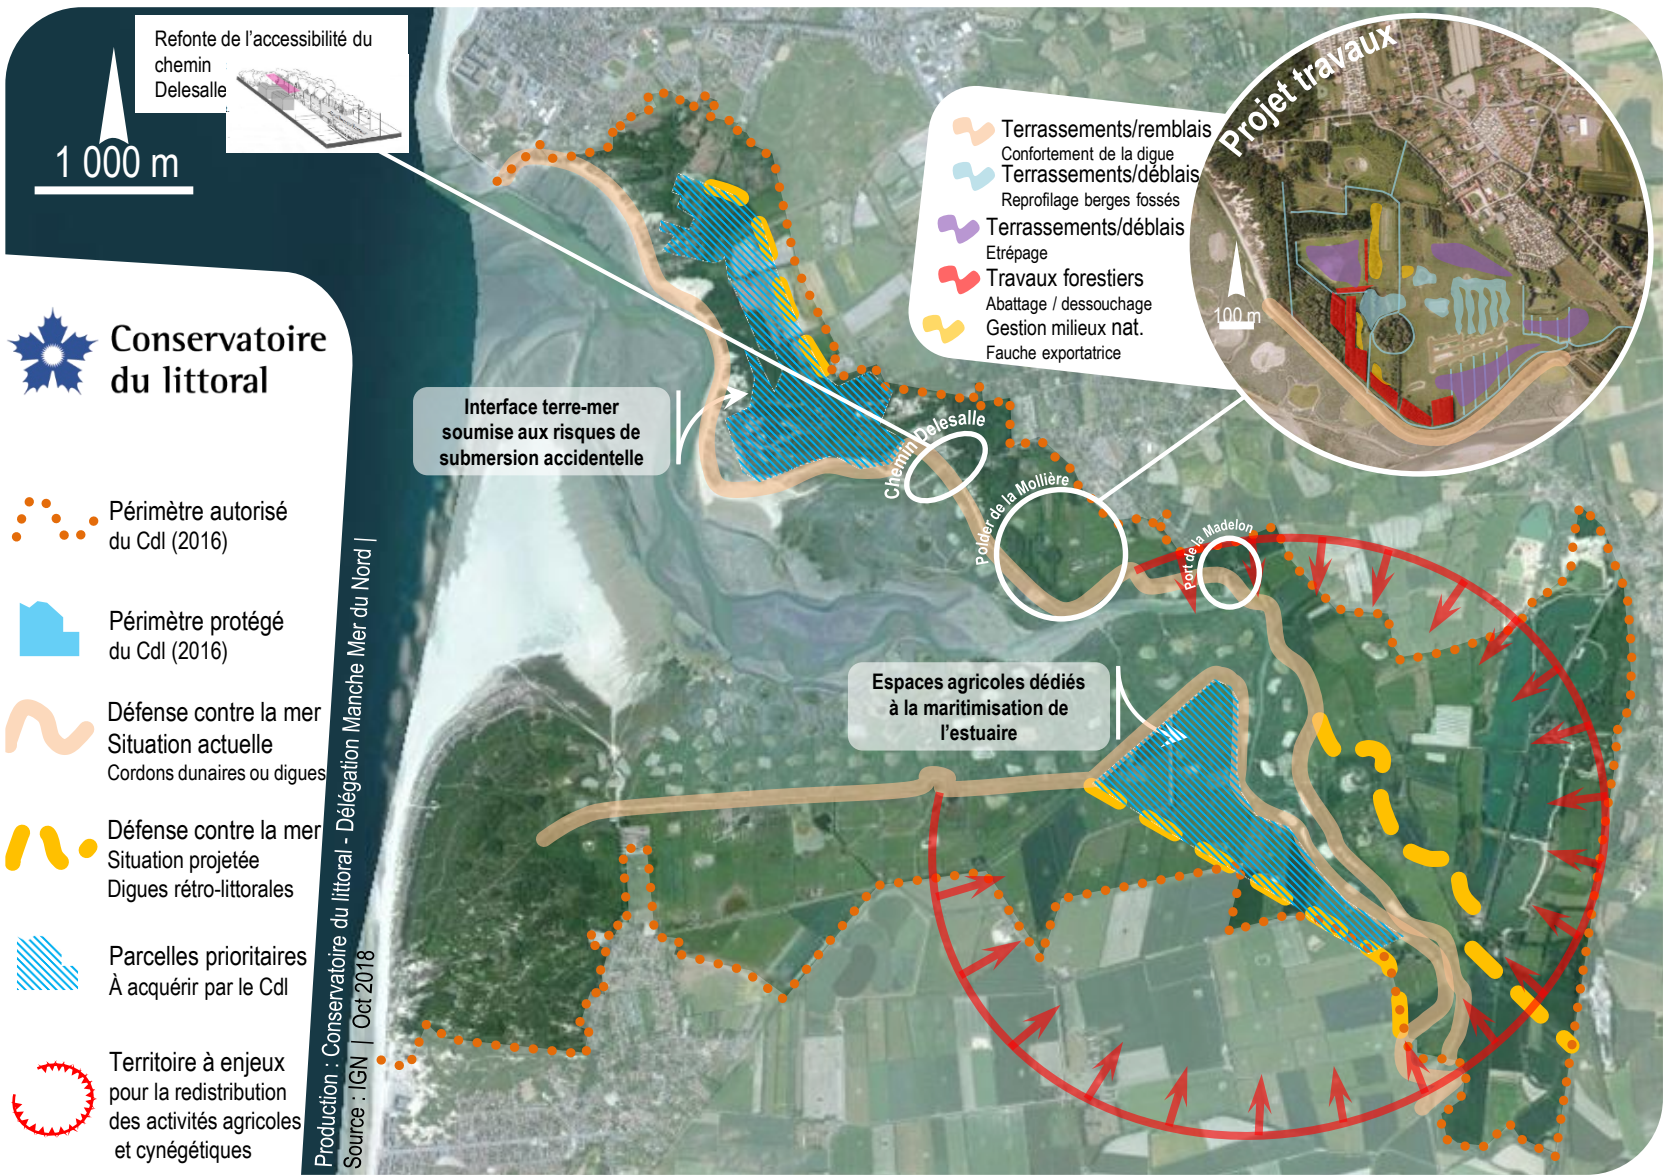 Refonte de l'accessibilité du
chemin
Delesalle
1 000 m
Conservatoire
du littoral
Périmètre autorisé
du Cdl (2016)
Périmètre protégé
du Cdl (2016)
Défense contre la mer
Situation actuelle
Cordons dunaires ou digues
Défense contre la mer
Situation projetée
Digues rétro-littorales
Parcelles prioritaires
À acquérir par le Cdl
Territoire à enjeux
pour la redistribution
des activités agricoles
et cynégétiques
Production : Conservatoire du littoral - Délégation Manche Mer du Nord |
Source : IGN | Oct 2018
Interface terre-mer
soumise aux risques de
submersion accidentelle
Chemin Delesalle
Polder de la Mollière
Port de la Madelon
Espaces agricoles dédiés
à la maritimisation de
l'estuaire
Terrassements/remblais
Confortement de la digue
Terrassements/déblais
Reprofilage berges fossés
Terrassements/déblais
Etrépage
Travaux forestiers
Abattage / dessouchage
Gestion milieux nat.
Fauche exportatrice
Projet travaux
100 m